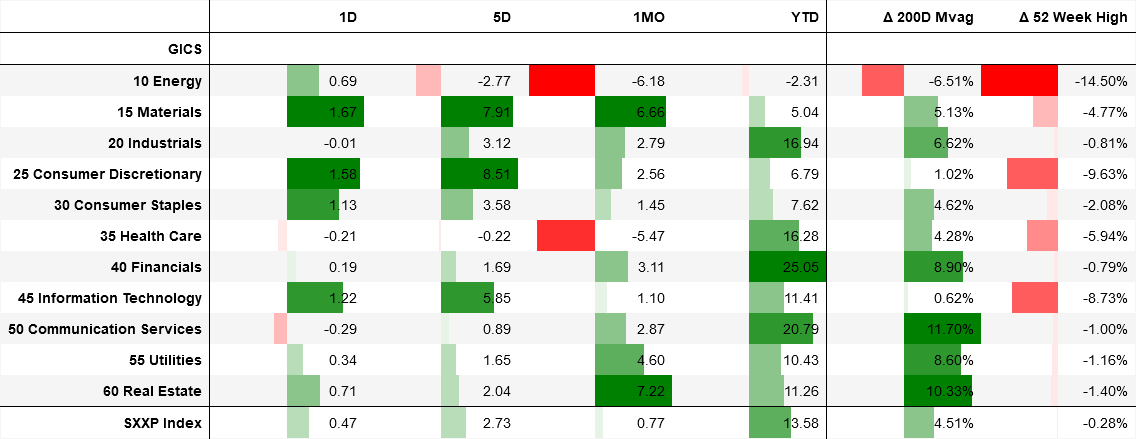 1D 5D 1MO YTD Δ 200D Mvag Δ 52 Week High
GICS
10 Energy 0.69 -2.77 -6.18 -2.31 -6.51% -14.50%
15 Materials 1.67 7.91 6.66 5.04 5.13% -4.77%
20 Industrials -0.01 3.12 2.79 16.94 6.62% -0.81%
25 Consumer Discretionary 1.58 8.51 2.56 6.79 1.02% -9.63%
30 Consumer Staples 1.13 3.58 1.45 7.62 4.62% -2.08%
35 Health Care -0.21 -0.22 -5.47 16.28 4.28% -5.94%
40 Financials 0.19 1.69 3.11 25.05 8.90% -0.79%
45 Information Technology 1.22 5.85 1.10 11.41 0.62% -8.73%
50 Communication Services -0.29 0.89 2.87 20.79 11.70% -1.00%
55 Utilities 0.34 1.65 4.60 10.43 8.60% -1.16%
60 Real Estate 0.71 2.04 7.22 11.26 10.33% -1.40%
SXXP Index 0.47 2.73 0.77 13.58 4.51% -0.28%